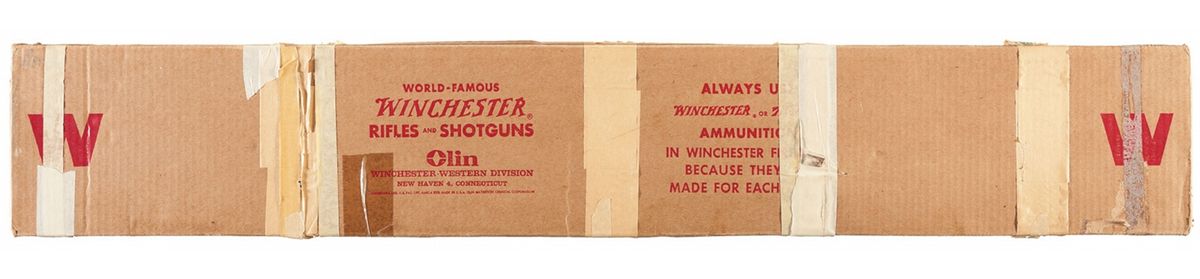 W
WORLD-FAMOUS
WINCHESTER®
RIFLES AND SHOTGUNS
Olin
WINCHESTER-WESTERN DIVISION
NEW HAVEN 4, CONNECTICUT
ALWAYS U
WINCHESTER® OR
AMMUNITIO
IN WINCHESTER FI
BECAUSE THEY
MADE FOR EACH
W